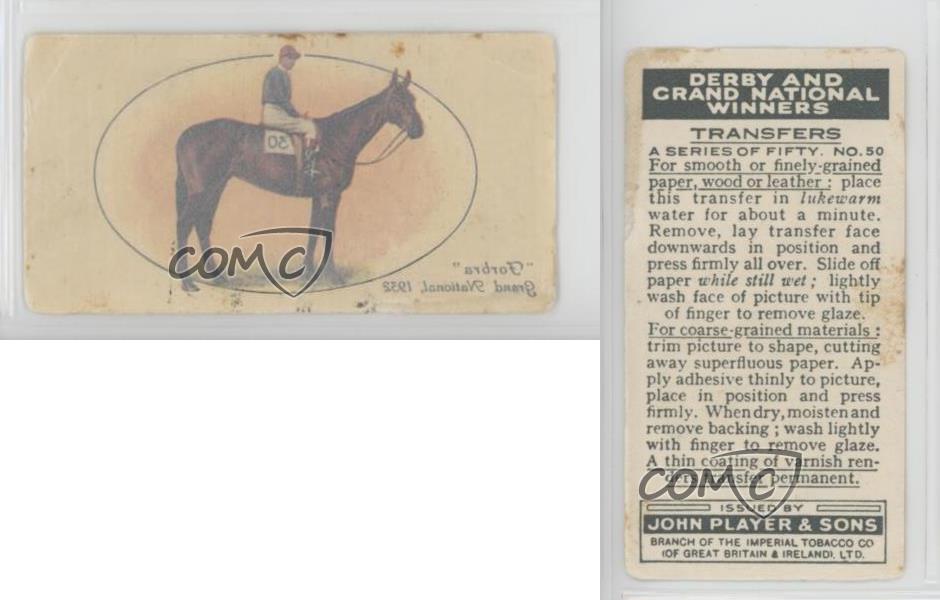 30
"Forbra"
Grand National, 1932
COMC
DERBY AND
GRAND NATIONAL
WINNERS
TRANSFERS
A SERIES OF FIFTY. NO. 50
For smooth or finely-grained
paper, wood or leather : place
this transfer in lukewarm
water for about a minute.
Remove, lay transfer face
downwards in position and
press firmly all over. Slide off
paper while still wet ; lightly
wash face of picture with tip
of finger to remove glaze.
For coarse-grained materials :
trim picture to shape, cutting
away superfluous paper. Ap-
ply adhesive thinly to picture,
place in position and press
firmly. When dry, moisten and
remove backing ; wash lightly
with finger to remove glaze.
A thin coating of varnish ren-
ders transfer permanent.
COMC
ISSUED BY
JOHN PLAYER & SONS
BRANCH OF THE IMPERIAL TOBACCO CO
(OF GREAT BRITAIN & IRELAND), LTD.